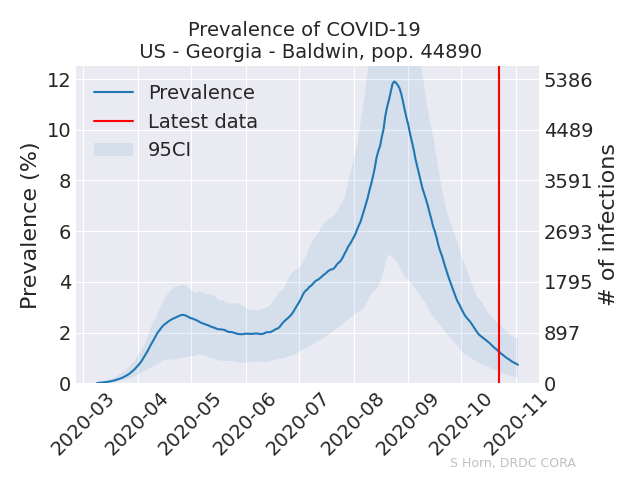 Prevalence of COVID-19
US - Georgia - Baldwin, pop. 44890
Prevalence (%)
12
10
8
6
4
2
0
Prevalence
Latest data
95CI
5386
4489
3591
2693
1795
897
0
# of infections
2020-03
2020-04
2020-05
2020-06
2020-07
2020-08
2020-09
2020-10
2020-11
S Horn, DRDC CORA